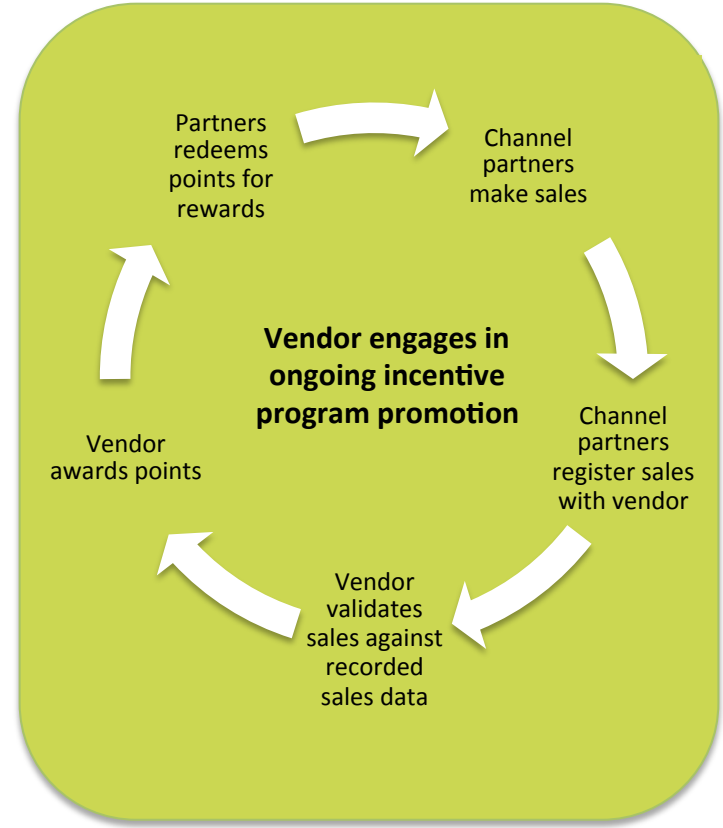 Partners
redeems
points for
rewards
Channel
partners
make sales
Vendor engages in
ongoing incentive
program promotion
Channel
partners
register sales
with vendor
Vendor
awards points
Vendor
validates
sales against
recorded
sales data